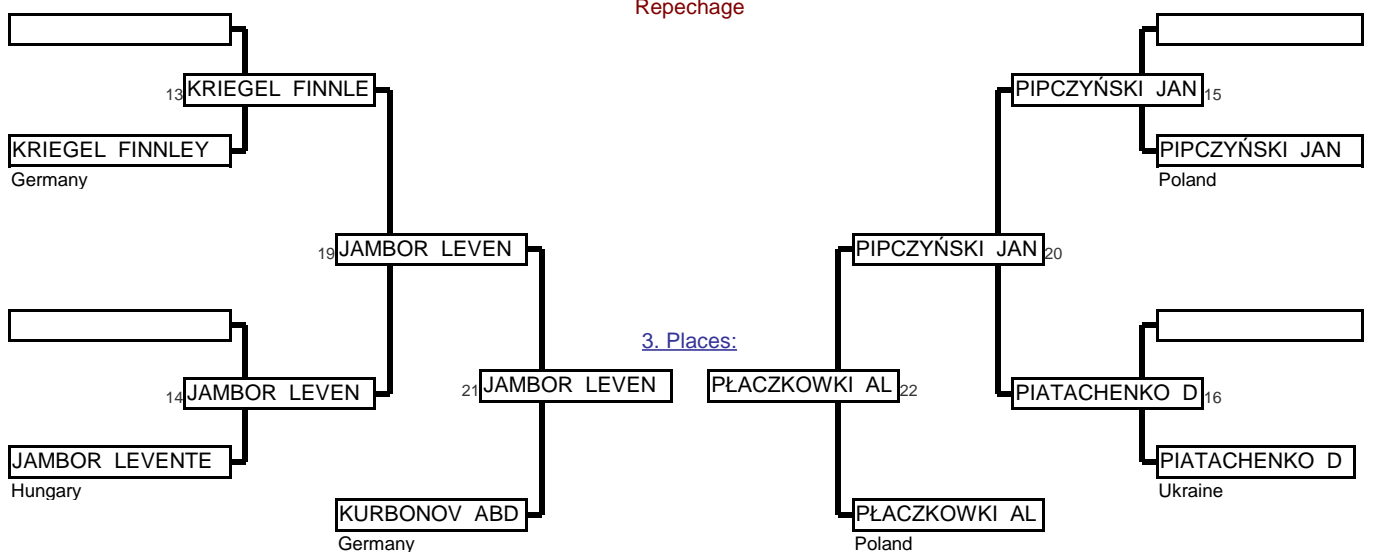 Repechage
13 KRIEGEL FINNLE
PIPCZYŃSKI JAN 15
KRIEGEL FINNLEY
PIPCZYŃSKI JAN
Germany
Poland
19 JAMBOR LEVEN
PIPCZYŃSKI JAN 20
3. Places:
14 JAMBOR LEVEN
21 JAMBOR LEVEN
PŁACZKOWKI AL 22
PIATACHENKO D 16
JAMBOR LEVENTE
PIATACHENKO D
Hungary
Ukraine
KURBONOV ABD
PŁACZKOWKI AL
Germany
Poland